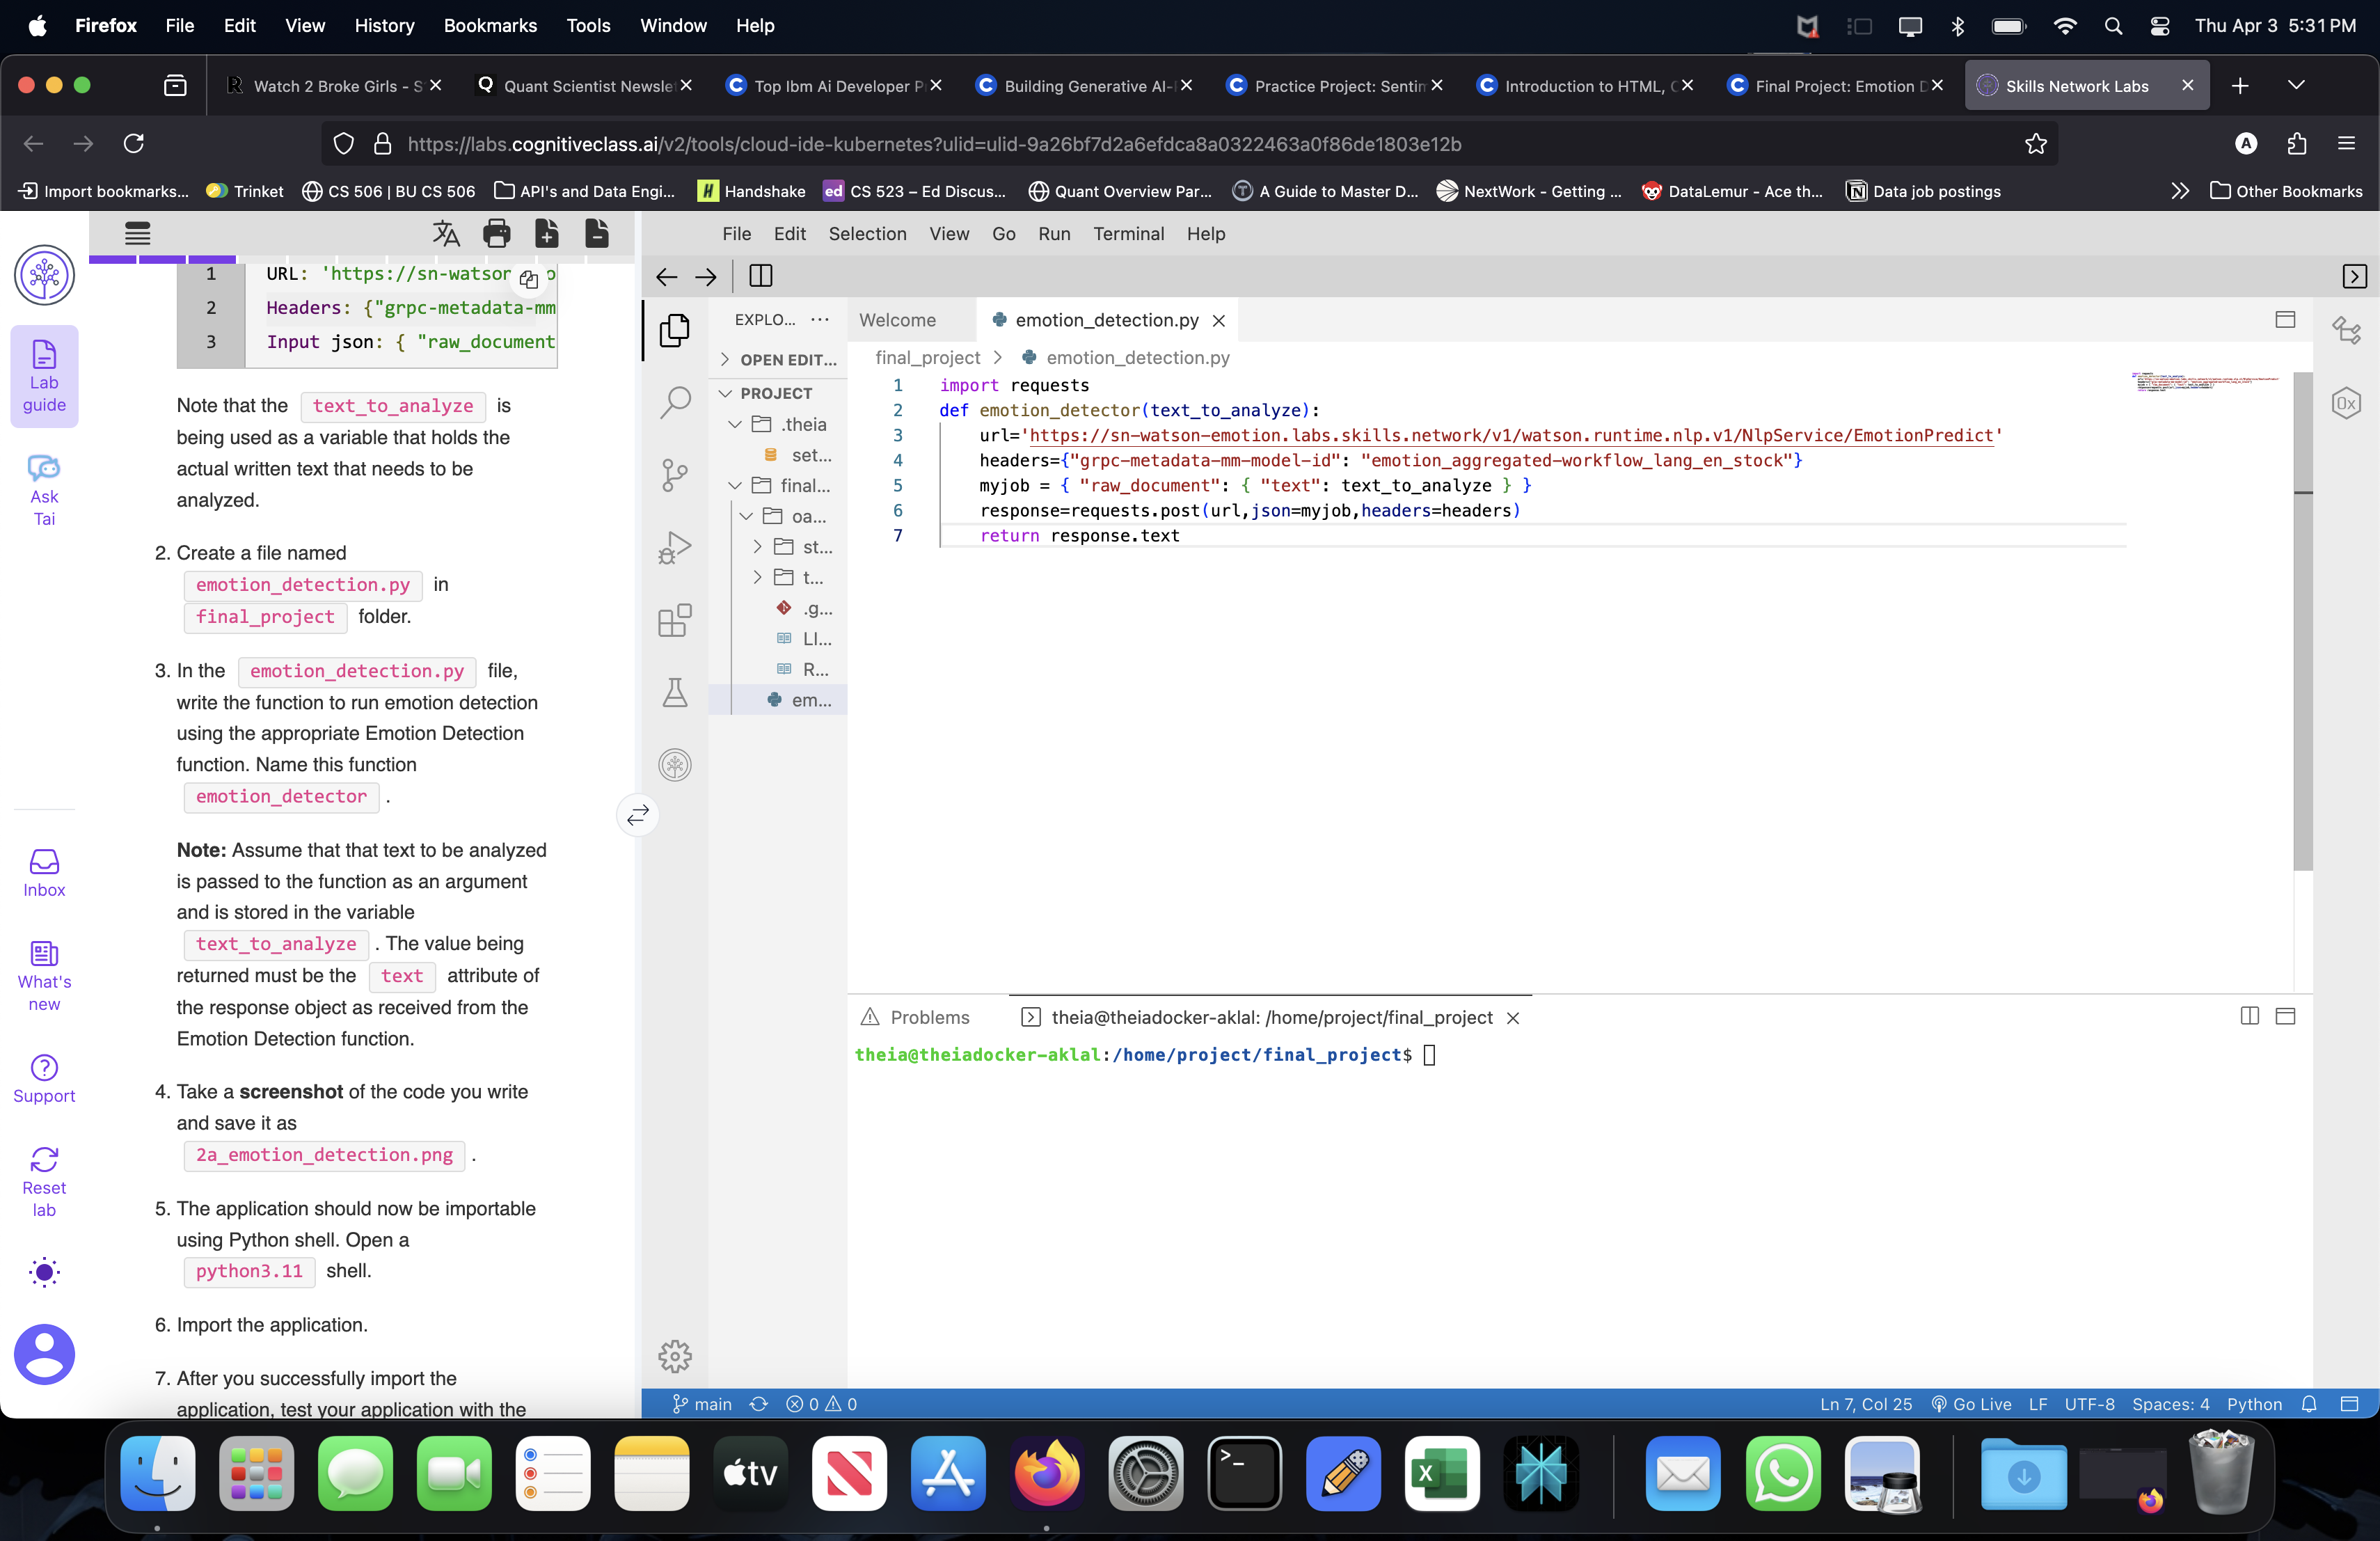 Firefox File Edit View History Bookmarks Tools Window Help Thu Apr 3 5:31 PM
Watch 2 Broke Girls - S Quant Scientist Newsle Top Ibm Ai Developer P Building Generative AI- Practice Project: Sentin Introduction to HTML, C Final Project: Emotion D Skills Network Labs
https://labs.cognitiveclass.ai/v2/tools/cloud-ide-kubernetes?ulid=ulid-9a26bf7d2a6efdca8a0322463a0f86de1803e12b
Import bookmarks... Trinket CS 506 | BU CS 506 API's and Data Engi... Handshake CS 523 – Ed Discus... Quant Overview Par... A Guide to Master D... NextWork - Getting ... DataLemur - Ace th... Data job postings Other Bookmarks
Lab guide
Ask Tai
Inbox
What's new
Support
Reset lab
1 URL: 'https://sn-watson
2 Headers: {"grpc-metadata-mm
3 Input json: { "raw_document
Note that the text_to_analyze is
being used as a variable that holds the
actual written text that needs to be
analyzed.
2. Create a file named
emotion_detection.py in
final_project folder.
3. In the emotion_detection.py file,
write the function to run emotion detection
using the appropriate Emotion Detection
function. Name this function
emotion_detector .
Note: Assume that that text to be analyzed
is passed to the function as an argument
and is stored in the variable
text_to_analyze . The value being
returned must be the text attribute of
the response object as received from the
Emotion Detection function.
4. Take a screenshot of the code you write
and save it as
2a_emotion_detection.png .
5. The application should now be importable
using Python shell. Open a
python3.11 shell.
6. Import the application.
7. After you successfully import the
application, test your application with the
File Edit Selection View Go Run Terminal Help
EXPLO... ···
OPEN EDIT...
PROJECT
.theia
set...
final...
oa...
st...
t...
.g...
LI...
R...
em...
Welcome emotion_detection.py
final_project > emotion_detection.py
1 import requests
2 def emotion_detector(text_to_analyze):
3 url='https://sn-watson-emotion.labs.skills.network/v1/watson.runtime.nlp.v1/NlpService/EmotionPredict'
4 headers={"grpc-metadata-mm-model-id": "emotion_aggregated-workflow_lang_en_stock"}
5 myjob = { "raw_document": { "text": text_to_analyze } }
6 response=requests.post(url,json=myjob,headers=headers)
7 return response.text
Problems theia@theiadocker-aklal: /home/project/final_project
theia@theiadocker-aklal:/home/project/final_project$
main 0 0 Ln 7, Col 25 Go Live LF UTF-8 Spaces: 4 Python
tv